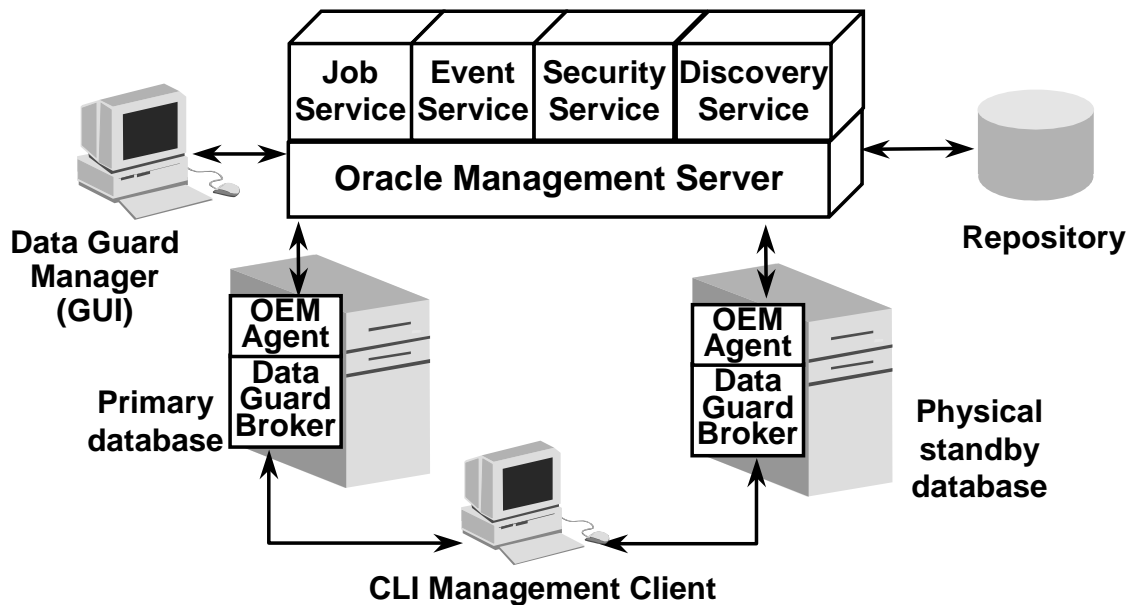 Job
Service
Event
Service
Security
Service
Discovery
Service
Oracle Management Server
Data Guard
Manager
(GUI)
Repository
OEM
Agent
Data
Guard
Broker
Primary
database
OEM
Agent
Data
Guard
Broker
Physical
standby
database
CLI Management Client